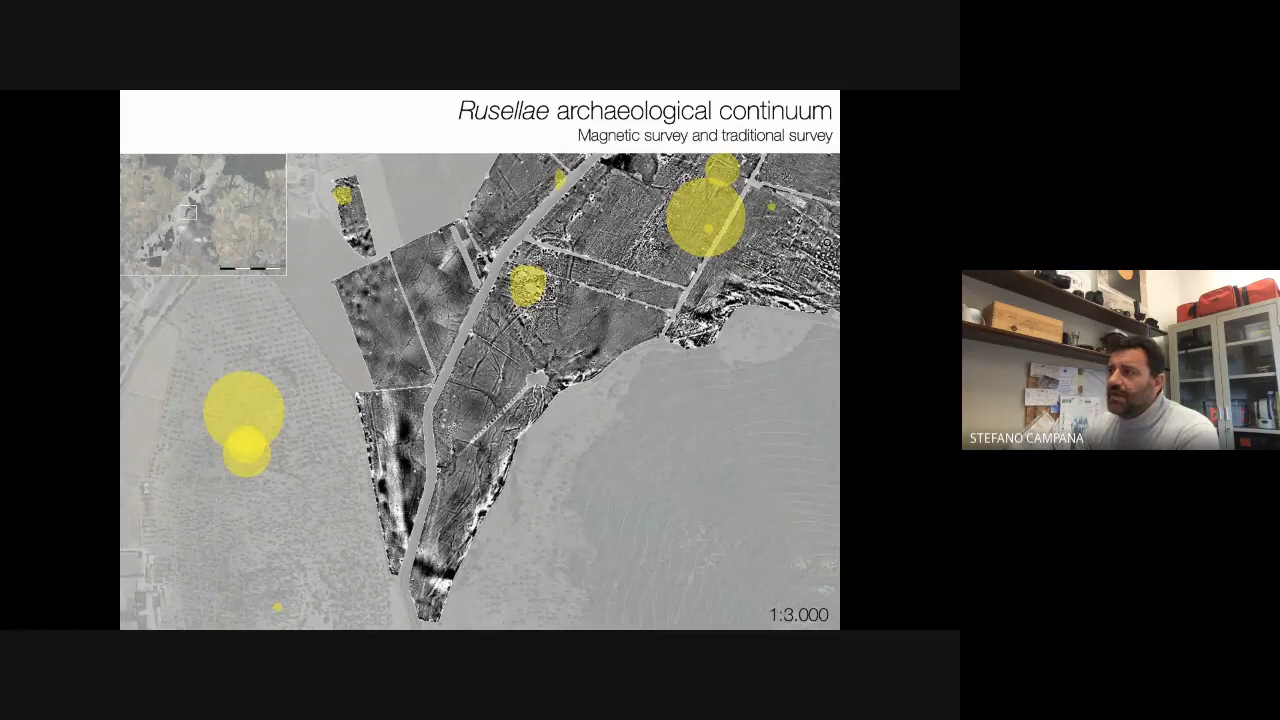 Rusellae archaeological continuum
Magnetic survey and traditional survey
1:3.000
STEFANO CAMPANA